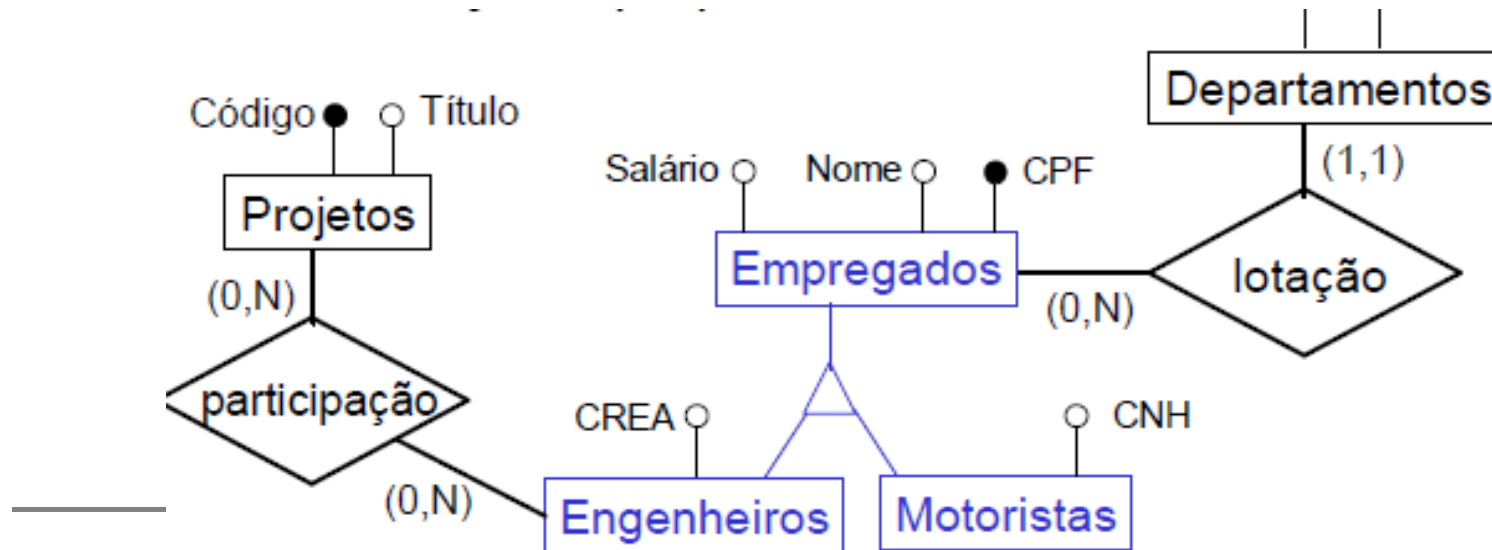 Departamentos
Código
Título
(1,1)
Salário
Nome
CPF
Projetos
Empregados
lotação
(0,N)
(0,N)
participação
CREA
CNH
(0,N)
Engenheiros
Motoristas